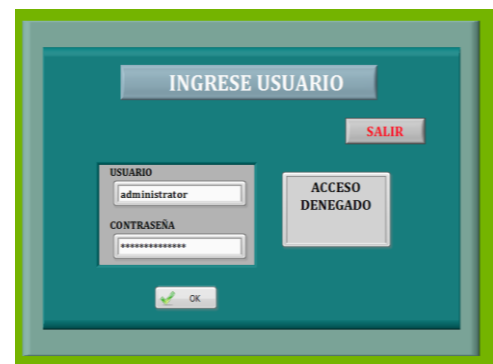 INGRESE USUARIO
SALIR
USUARIO
administrator
ACCESO
DENEGADO
CONTRASEÑA
**************
OK